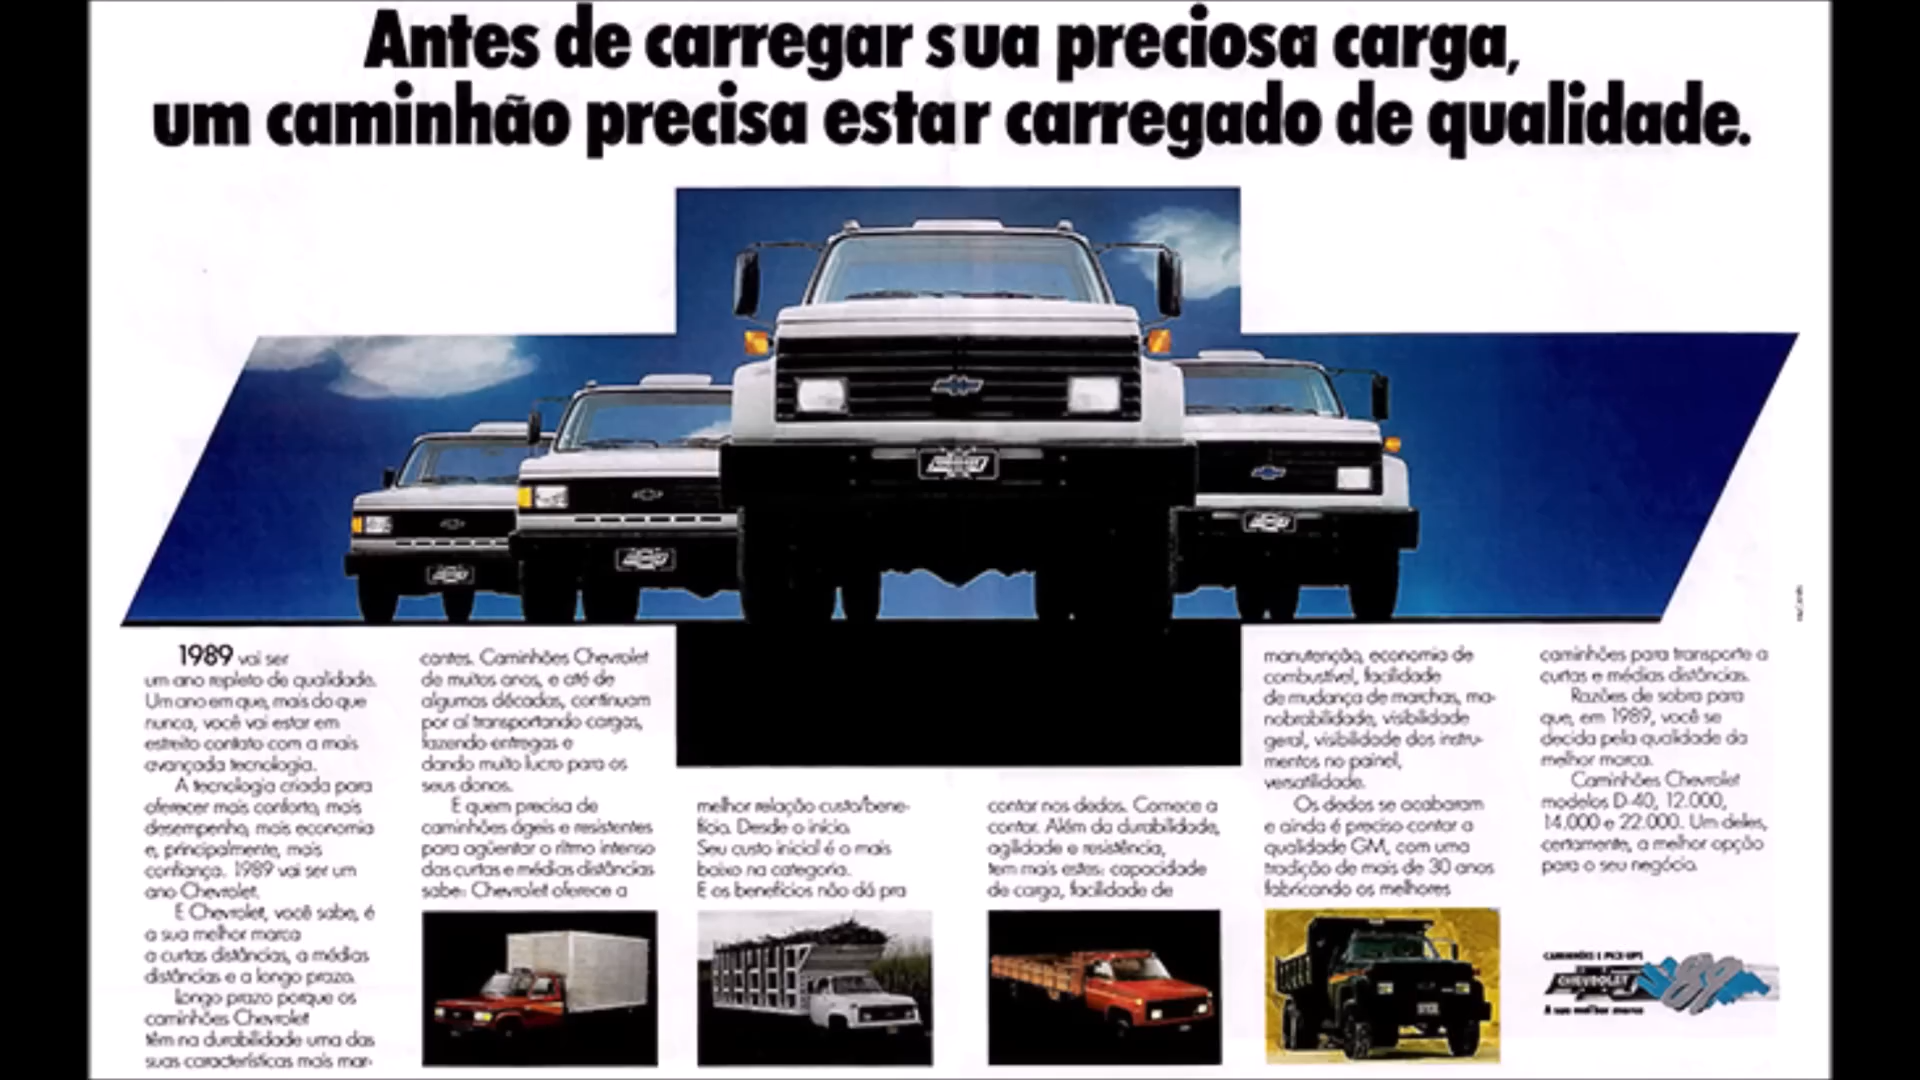 Antes de carregar sua preciosa carga,
um caminhão precisa estar carregado de qualidade.
1989 vai ser
um ano repleto de qualidade.
Um ano em que, mais do que
nunca, você vai estar em
estreito contato com a mais
avançada tecnologia.
A tecnologia criada para
oferecer mais conforto, mais
desempenho, mais economia
e, principalmente, mais
confiança. 1989 vai ser um
ano Chevrolet.
E Chevrolet, você sabe, é
a sua melhor marca
a curtas distâncias, a médias
distâncias e a longo prazo.
Longo prazo porque os
caminhões Chevrolet
têm na durabilidade uma das
suas características mais mar-
cantes. Caminhões Chevrolet
de muitos anos, e até de
algumas décadas, continuam
por aí transportando cargas,
fazendo entregas e
dando muito lucro para os
seus donos.
E quem precisa de
caminhões ágeis e resistentes
para agüentar o ritmo intenso
das curtas e médias distâncias
sabe: Chevrolet oferece a
melhor relação custo/bene-
fício. Desde o início.
Seu custo inicial é o mais
baixo na categoria.
E os benefícios não dá pra
contar nos dedos. Comece a
contar. Além da durabilidade,
agilidade e resistência,
tem mais estes: capacidade
de carga, facilidade de
manutenção, economia de
combustível, facilidade
de mudança de marchas, ma-
nobrabilidade, visibilidade
geral, visibilidade dos instru-
mentos no painel,
versatilidade.
Os dedos se acabaram
e ainda é preciso contar a
qualidade GM, com uma
tradição de mais de 30 anos
fabricando os melhores
caminhões para transporte a
curtas e médias distâncias.
Razões de sobra para
que, em 1989, você se
decida pela qualidade da
melhor marca.
Caminhões Chevrolet
modelos D-40, 12.000,
14.000 e 22.000. Um deles,
certamente, a melhor opção
para o seu negócio.
CAMINHÕES E PICK-UPS
CHEVROLET 89
A sua melhor marca